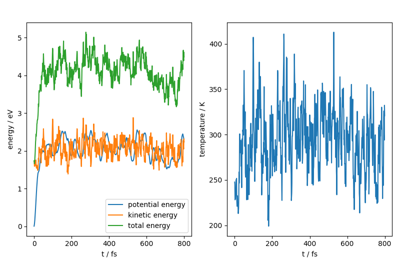 energy / eV
5
4
3
2
1
0
potential energy
kinetic energy
total energy
0 200 400 600 800
t / fs
temperature / K
400
350
300
250
200
0 200 400 600 800
t / fs